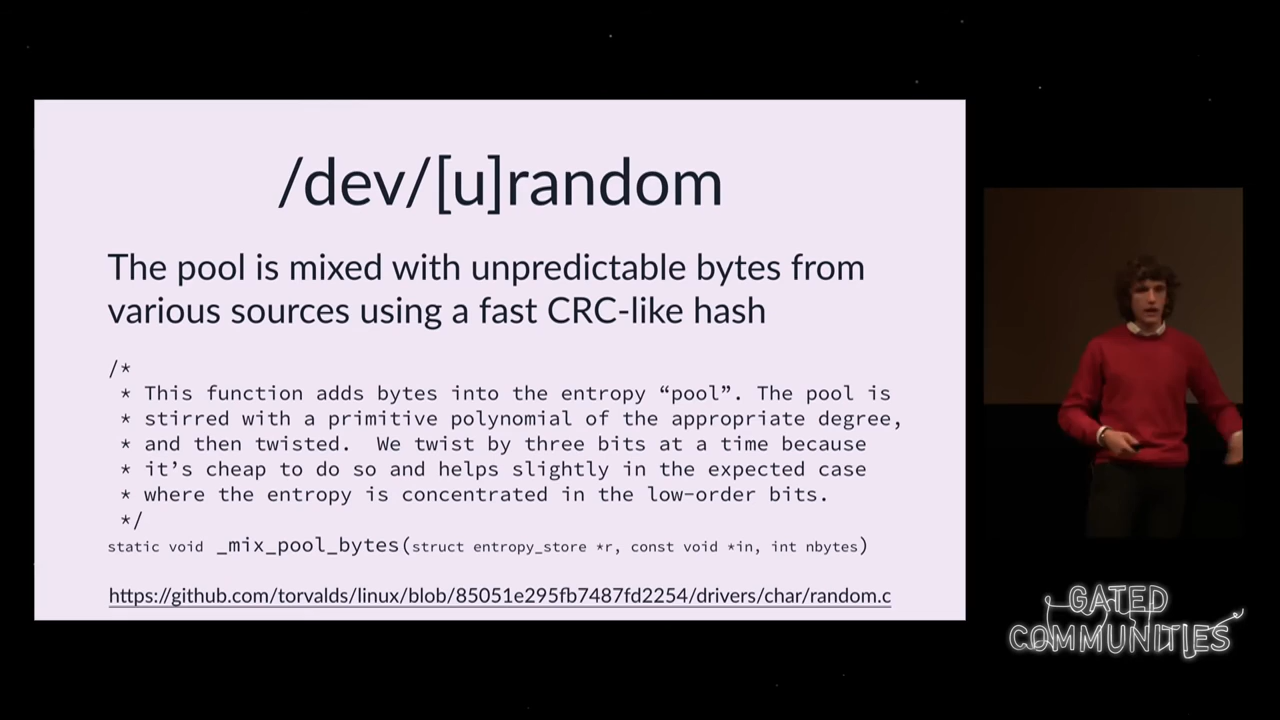 /dev/[u]random
The pool is mixed with unpredictable bytes from
various sources using a fast CRC-like hash
/*
 * This function adds bytes into the entropy “pool”. The pool is
 * stirred with a primitive polynomial of the appropriate degree,
 * and then twisted.  We twist by three bits at a time because
 * it’s cheap to do so and helps slightly in the expected case
 * where the entropy is concentrated in the low-order bits.
 */
static void _mix_pool_bytes(struct entropy_store *r, const void *in, int nbytes)
https://github.com/torvalds/linux/blob/85051e295fb7487fd2254/drivers/char/random.c
GATED
COMMUNITIES